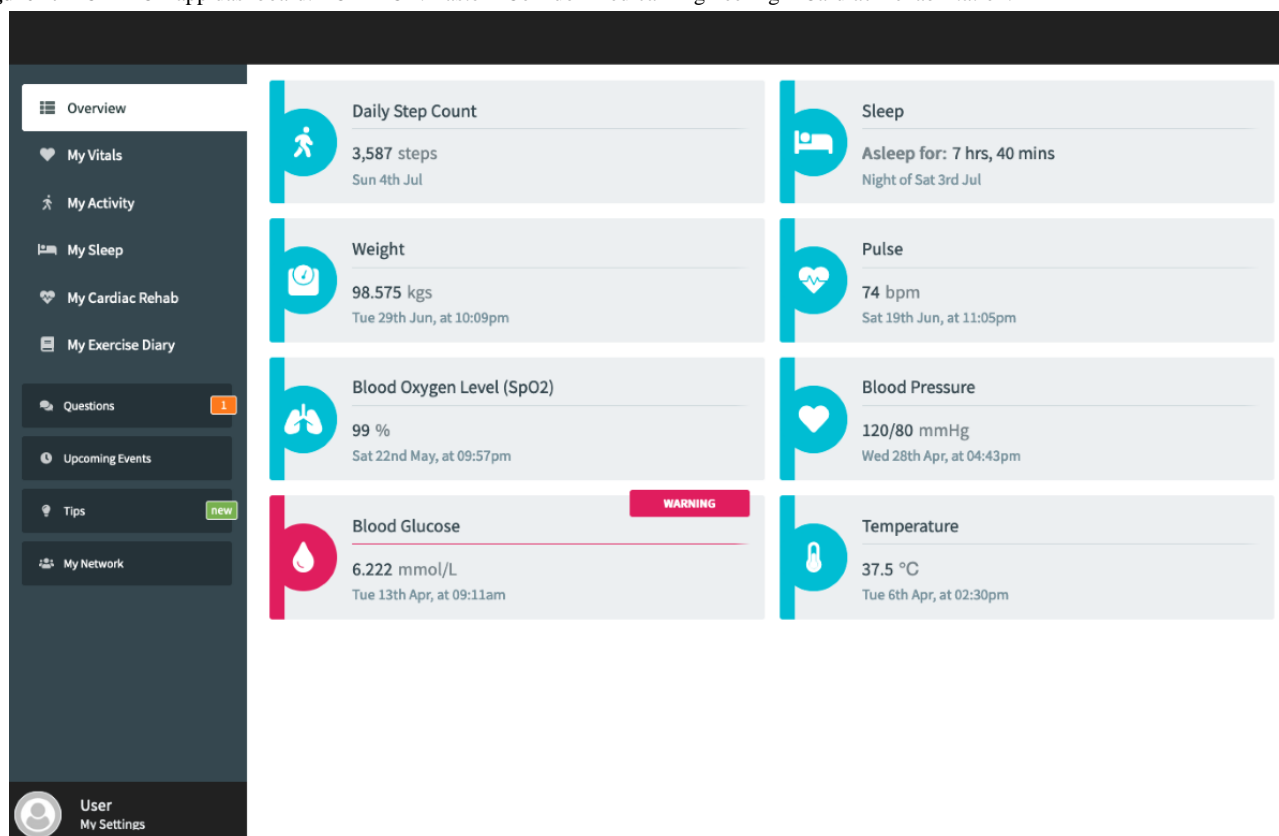 Overview
My Vitals
My Activity
My Sleep
My Cardiac Rehab
My Exercise Diary
Questions 1
Upcoming Events
Tips new
My Network
User
My Settings
Daily Step Count
3,587 steps
Sun 4th Jul
Sleep
Asleep for: 7 hrs, 40 mins
Night of Sat 3rd Jul
Weight
98.575 kgs
Tue 29th Jun, at 10:09pm
Pulse
74 bpm
Sat 19th Jun, at 11:05pm
Blood Oxygen Level (SpO2)
99 %
Sat 22nd May, at 09:57pm
Blood Pressure
120/80 mmHg
Wed 28th Apr, at 04:43pm
WARNING
Blood Glucose
6.222 mmol/L
Tue 13th Apr, at 09:11am
Temperature
37.5 °C
Tue 6th Apr, at 02:30pm